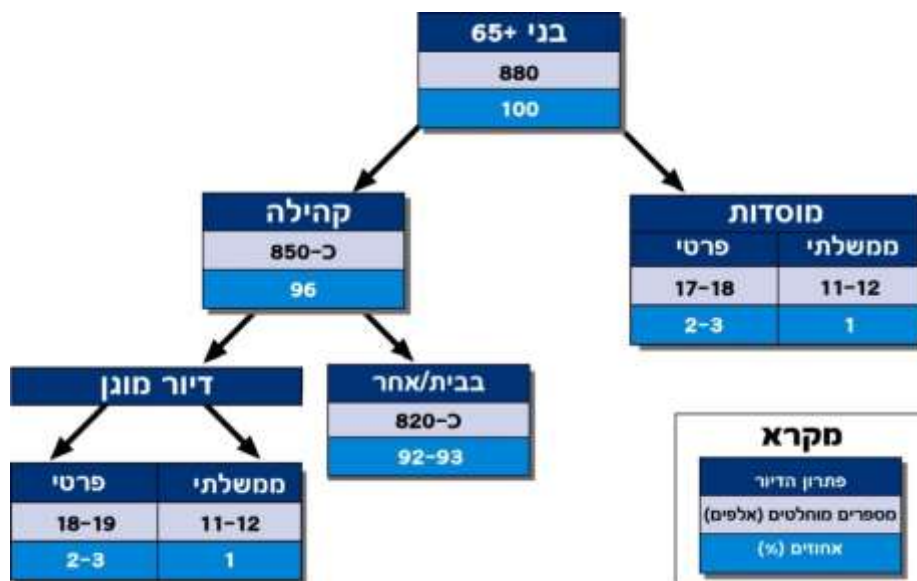 בני 65+
880
100
קהילה
כ-850
96
מוסדות
ממשלתי פרטי
11-12 17-18
1 2-3
דיור מוגן
בבית/אחר
כ-820
92-93
ממשלתי פרטי
11-12 18-19
1 2-3
מקרא
פתרון הדיור
מספרים מוחלטים (אלפים)
אחוזים (%)